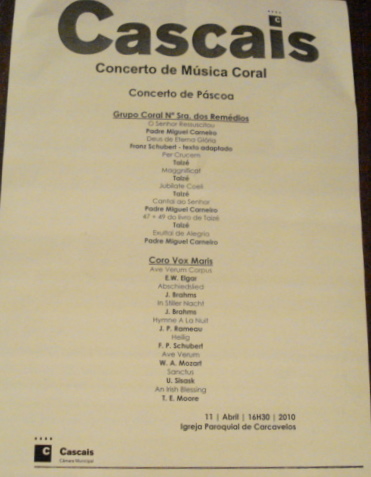 Cascais
C
Concerto de Música Coral
Concerto de Páscoa
Grupo Coral Nª Sra. dos Remédios
O Senhor Ressuscitou
Padre Miguel Carneiro
Deus de Eterna Glória
Franz Schubert - texto adaptado
Per Crucem
Taizé
Magnificat
Taizé
Jubilate Coeli
Taizé
Cantai ao Senhor
Padre Miguel Carneiro
47 + 49 do livro de Taizé
Taizé
Exultai de Alegria
Padre Miguel Carneiro
Coro Vox Maris
Ave Verum Corpus
E.W. Elgar
Abschiedslied
J. Brahms
In Stiller Nacht
J. Brahms
Hymne A La Nuit
J. P. Rameau
Heilig
F. P. Schubert
Ave Verum
W. A. Mozart
Sanctus
U. Sisask
An Irish Blessing
T. E. Moore
11 | Abril | 16H30 | 2010
Igreja Paroquial de Carcavelos
C
Cascais
Câmara Municipal